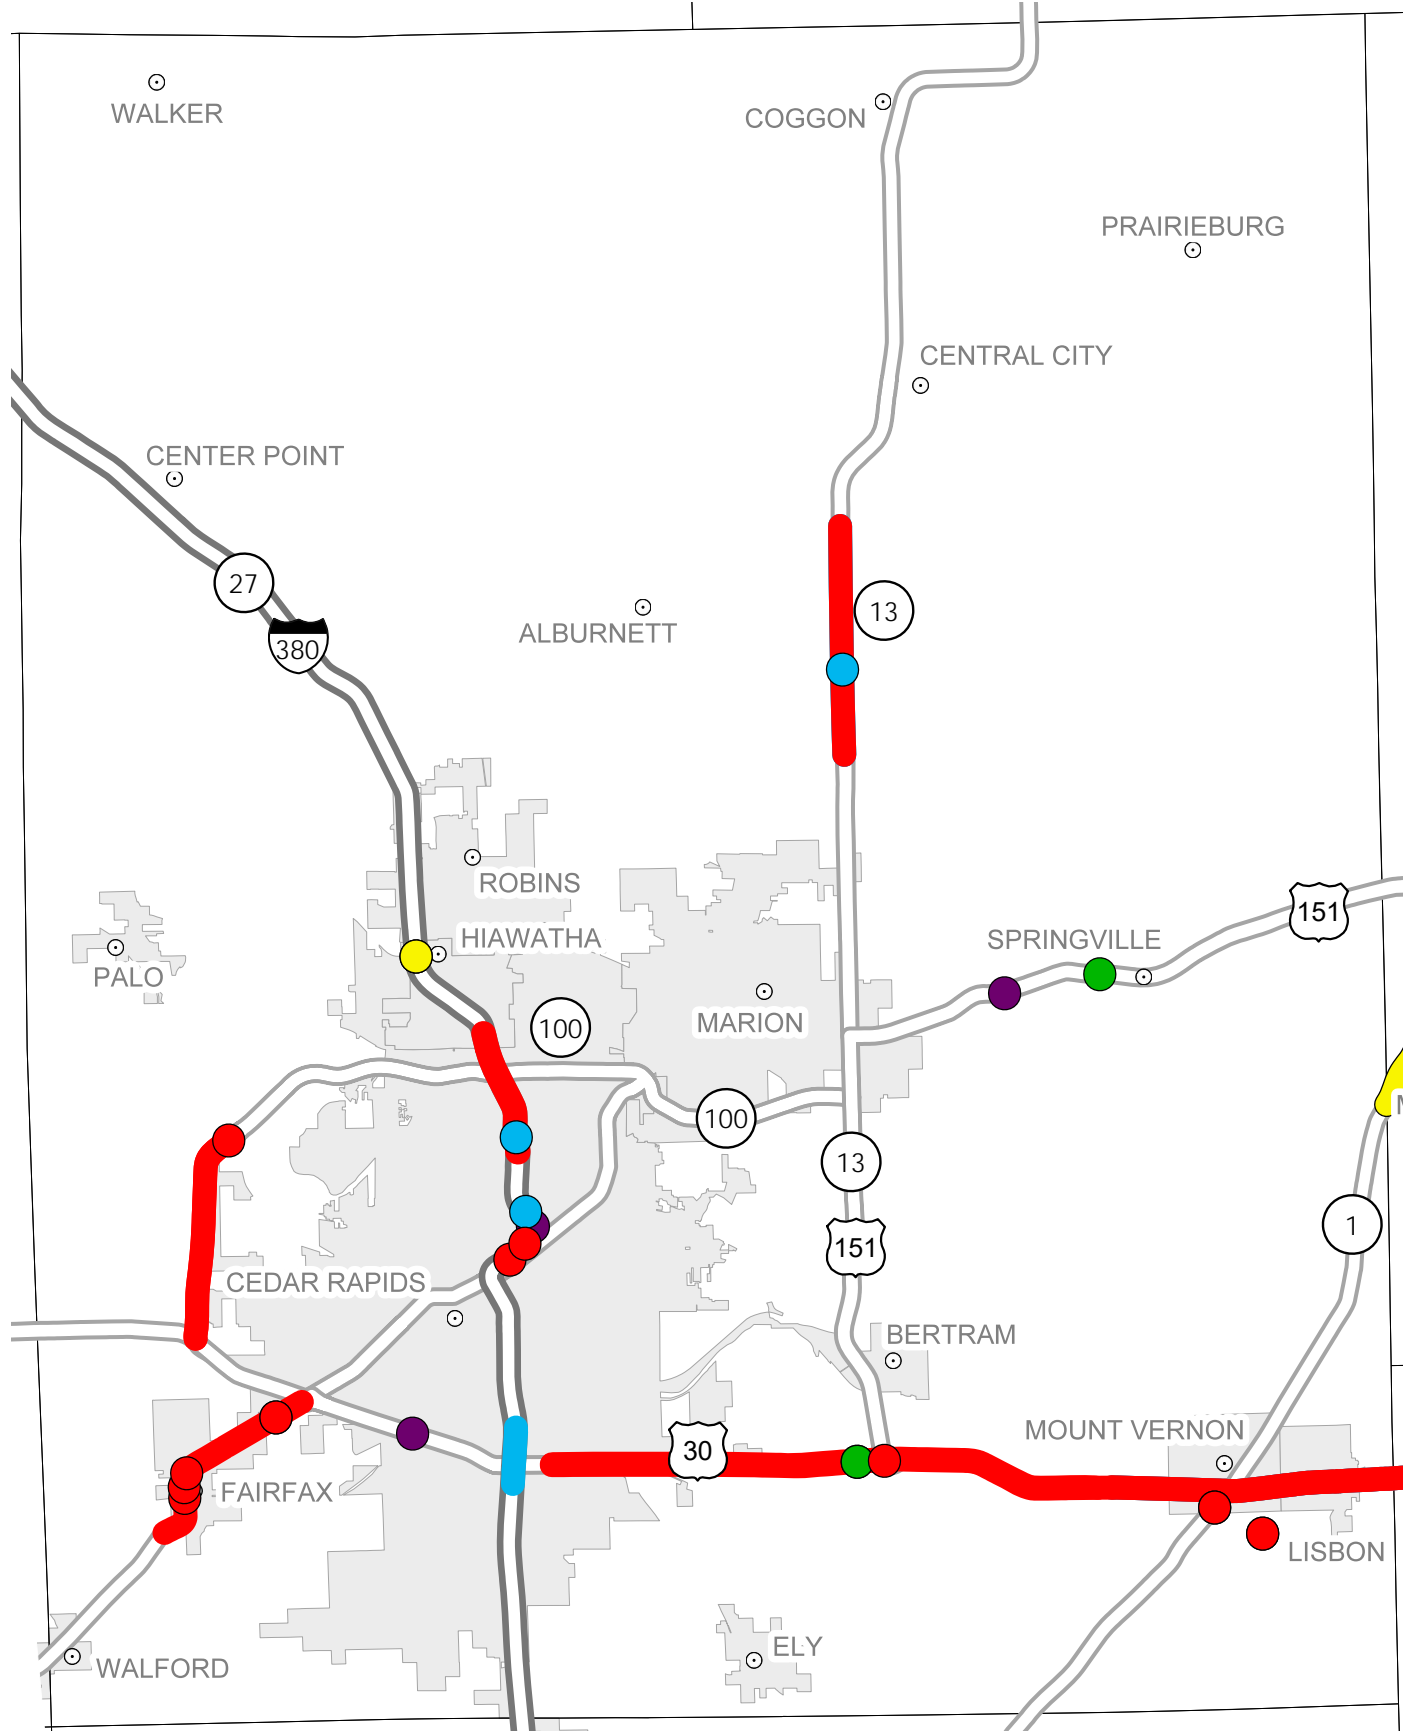 WALKER
COGGON
PRAIRIEBURG
CENTRAL CITY
CENTER POINT
27
13
ALBURNETT
380
ROBINS
151
HIAWATHA
SPRINGVILLE
PALO
MARION
100
100
M
13
1
151
CEDAR RAPIDS
BERTRAM
MOUNT VERNON
30
FAIRFAX
LISBON
ELY
WALFORD